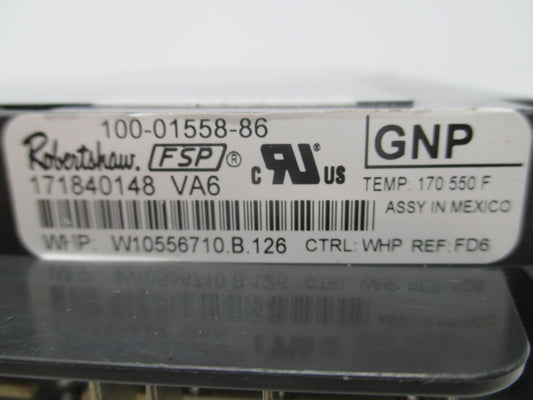 100-01558-86
Robertshaw. FSP®
171840148 VA6
c UR US
GNP
TEMP: 170 550 F
ASSY IN MEXICO
WHP: W10556710.B.126 CTRL: WHP REF: FD6